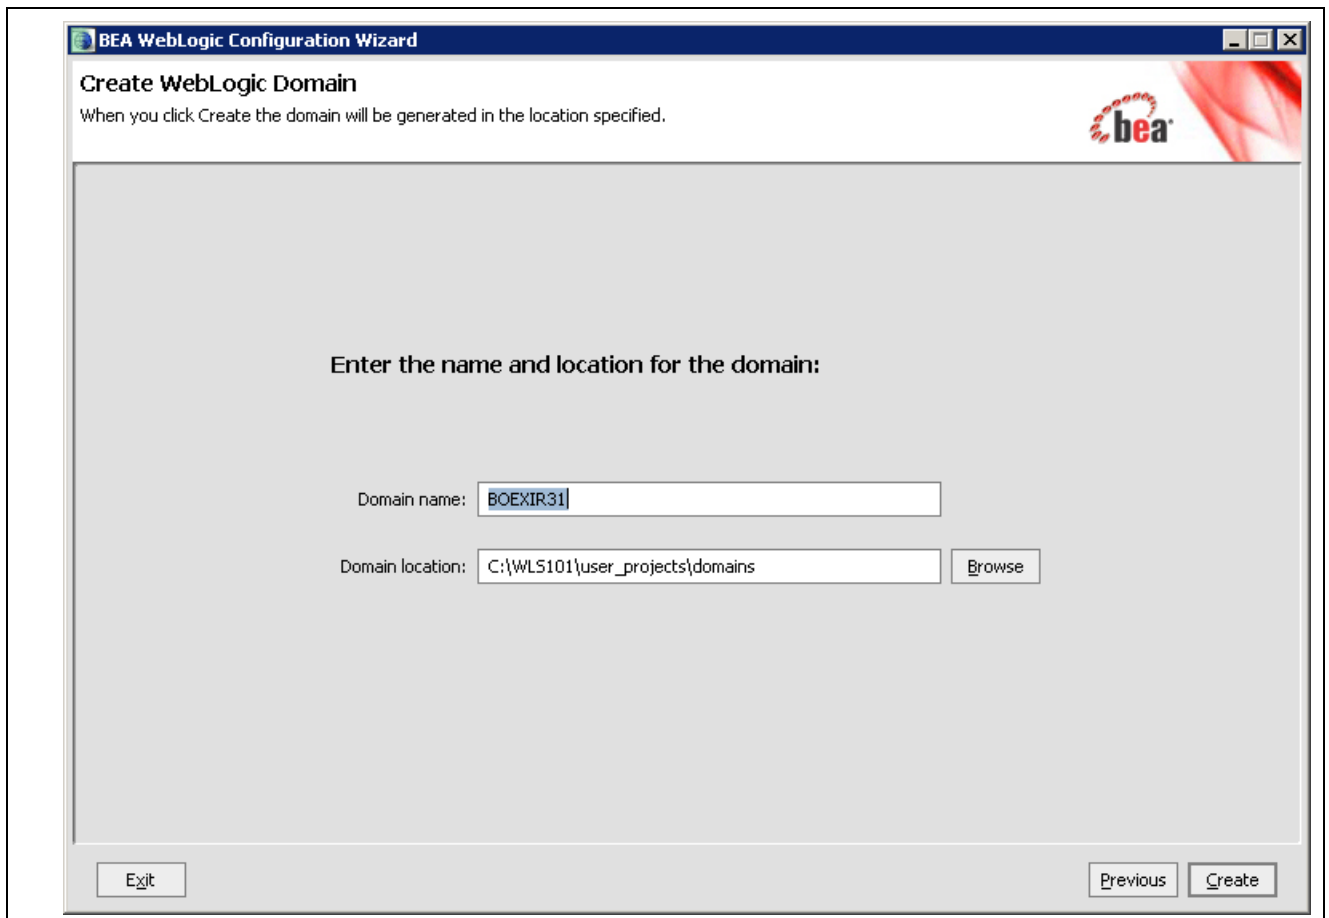 BEA WebLogic Configuration Wizard
Create WebLogic Domain
When you click Create the domain will be generated in the location specified.
bea
Enter the name and location for the domain:
Domain name: BOEXIR31
Domain location: C:\WLS101\user_projects\domains Browse
Exit Previous Create